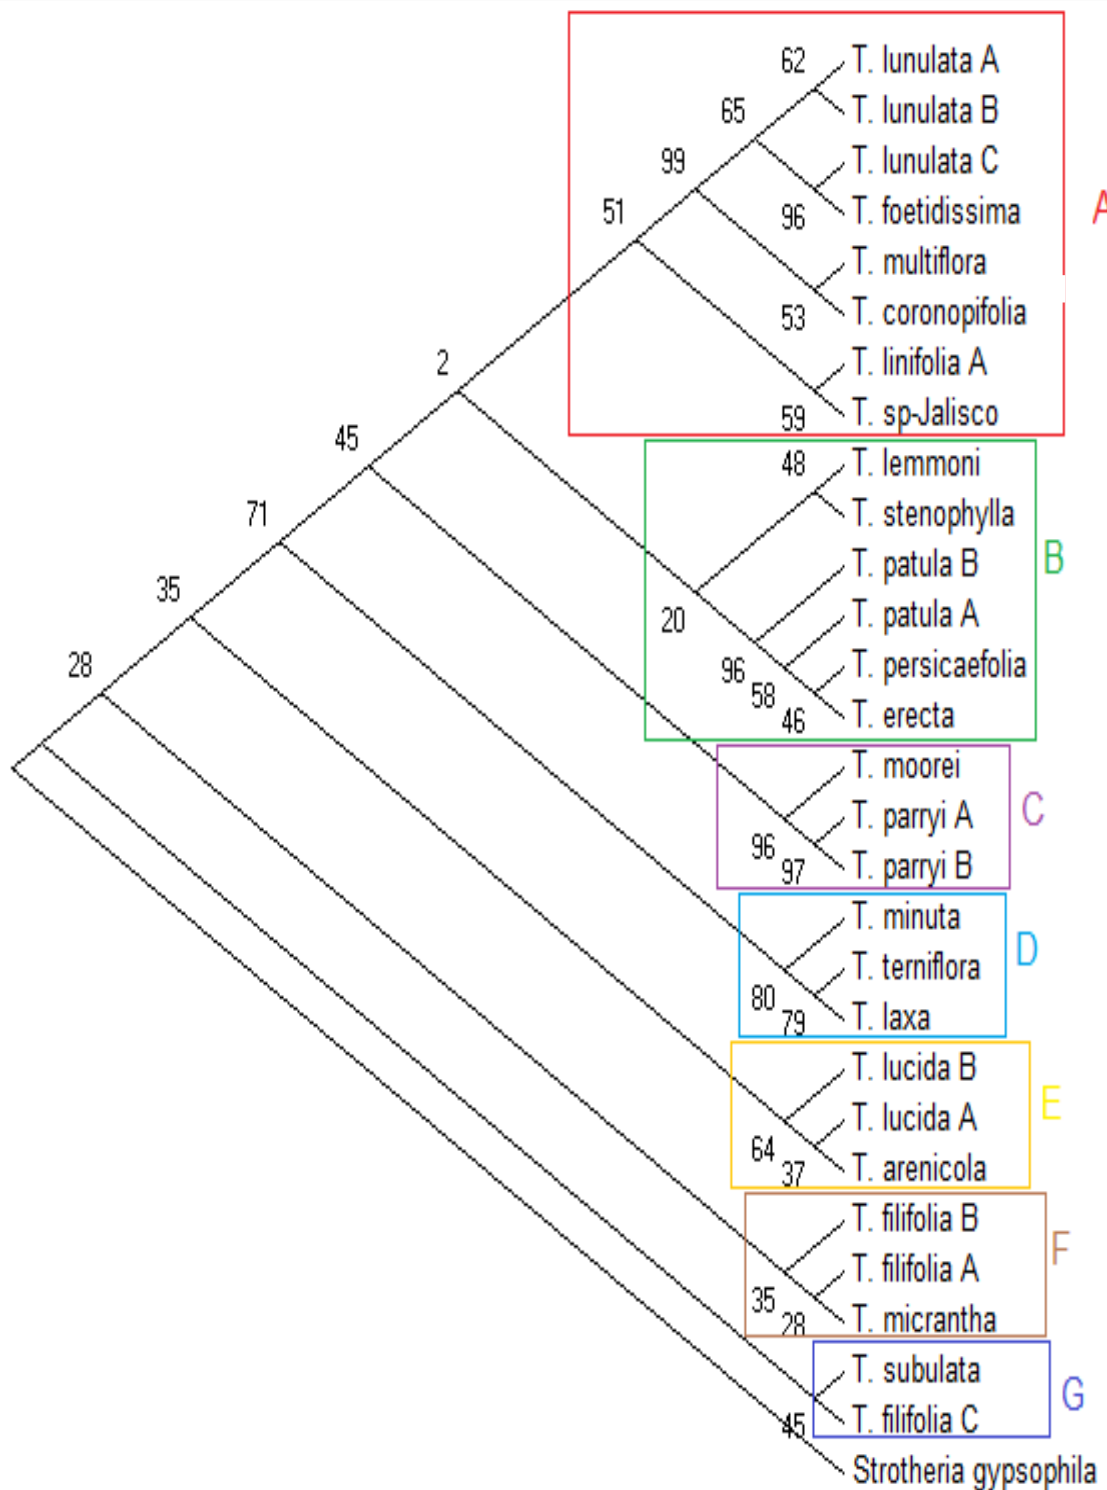 62
T. lunulata A
T. lunulata B
65
T. lunulata C
99
T. foetidissima
96
A
51
T. multiflora
T. coronopifolia
53
T. linifolia A
2
T. sp-Jalisco
59
45
T. lemmoni
48
T. stenophylla
71
T. patula B
B
35
T. patula A
20
T. persicaefolia
96
58
T. erecta
46
28
T. moorei
T. parryi A
C
96
T. parryi B
97
T. minuta
D
T. terniflora
80
T. laxa
79
T. lucida B
E
T. lucida A
64
T. arenicola
37
T. filifolia B
F
T. filifolia A
35
T. micrantha
28
T. subulata
G
T. filifolia C
45
Strotheria gypsophila